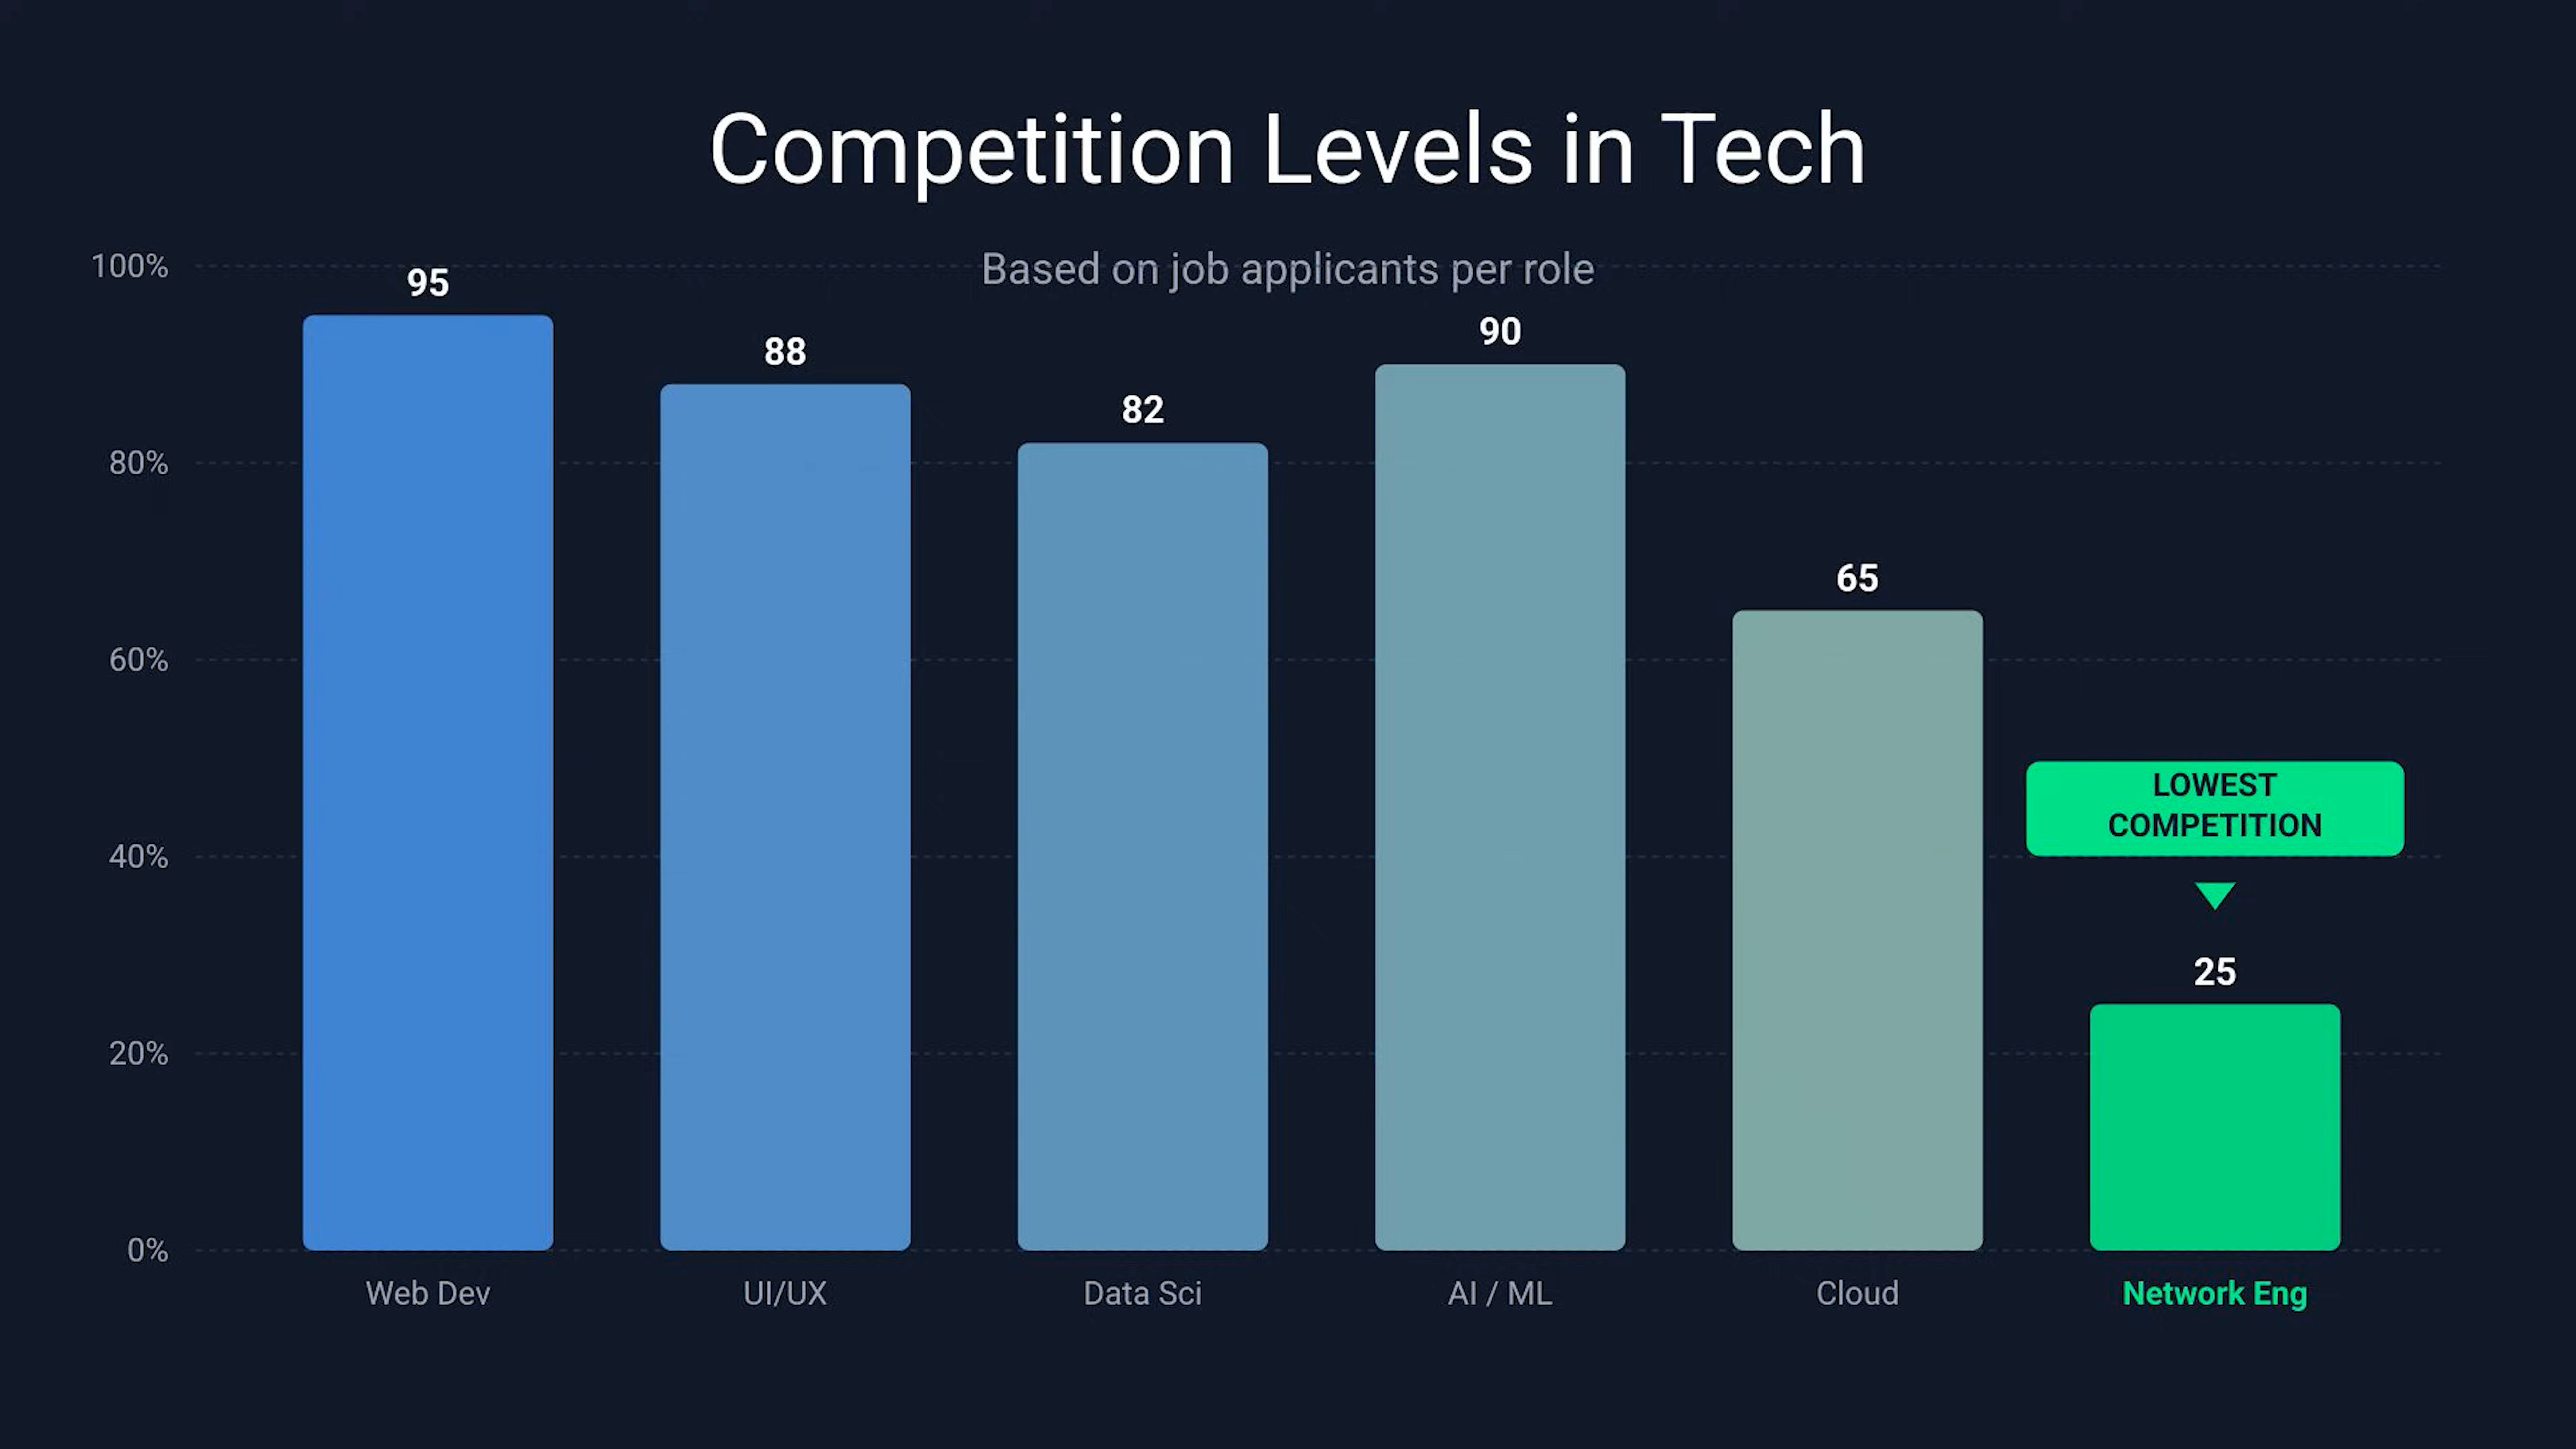 Competition Levels in Tech
Based on job applicants per role
100%
80%
60%
40%
20%
0%
95
88
82
90
65
LOWEST
COMPETITION
25
Web Dev
UI/UX
Data Sci
AI / ML
Cloud
Network Eng